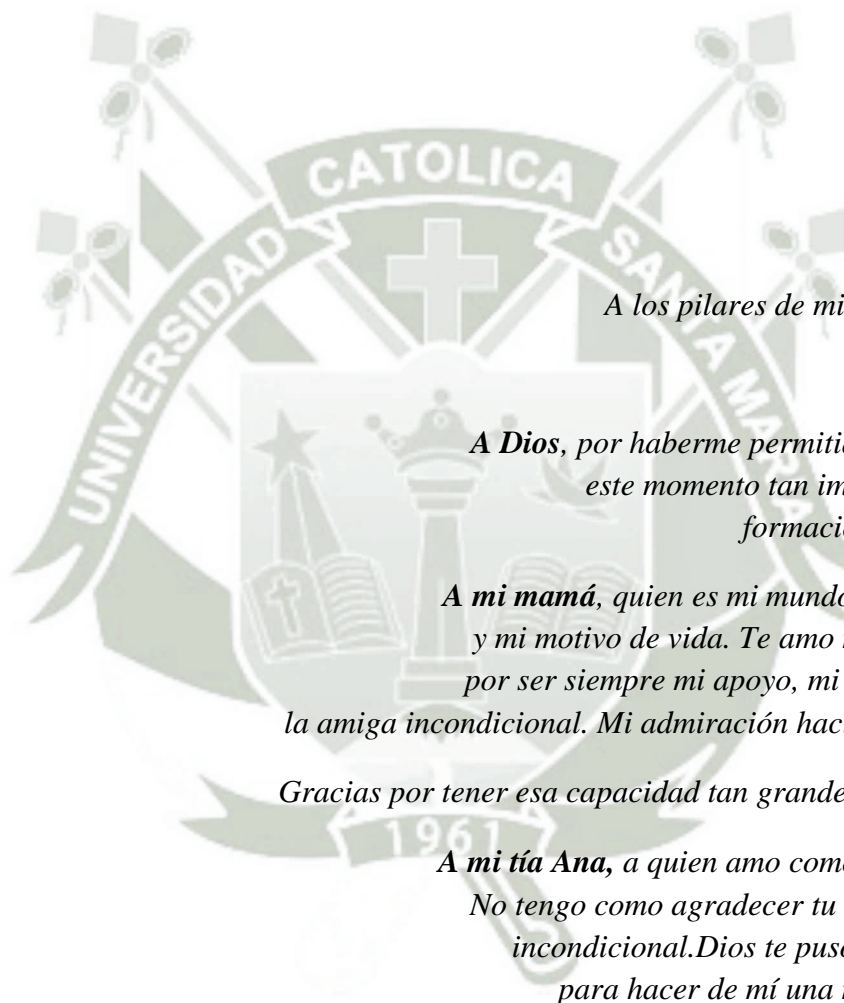 UNIVERSIDAD CATOLICA SANTA MARIA
A los pilares de mi
A Dios, por haberme permiti
este momento tan im
formaci
A mi mamá, quien es mi mundo
y mi motivo de vida. Te amo
por ser siempre mi apoyo, mi
la amiga incondicional. Mi admiración hac
Gracias por tener esa capacidad tan grande
1961
A mi tía Ana, a quien amo como
No tengo como agradecer tu
incondicional.Dios te puso
para hacer de mí una